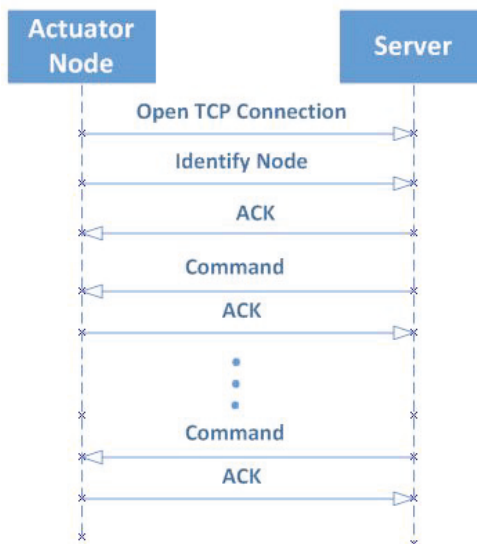 Actuator
Node
Server
Open TCP Connection
Identify Node
ACK
Command
ACK
Command
ACK